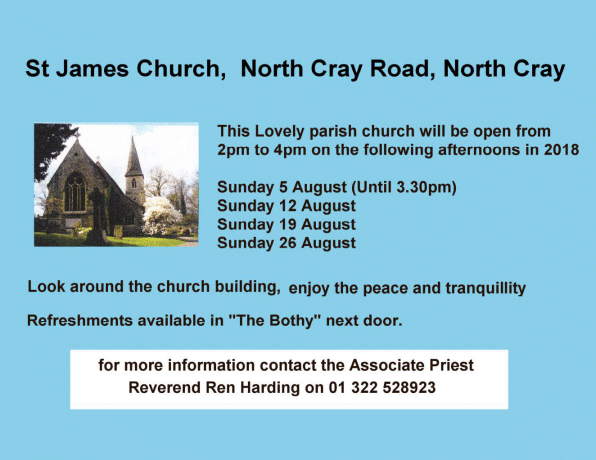 St James Church, North Cray Road, North Cray
This Lovely parish church will be open from
2pm to 4pm on the following afternoons in 2018
Sunday 5 August (Until 3.30pm)
Sunday 12 August
Sunday 19 August
Sunday 26 August
Look around the church building, enjoy the peace and tranquillity
Refreshments available in "The Bothy" next door.
for more information contact the Associate Priest
Reverend Ren Harding on 01 322 528923